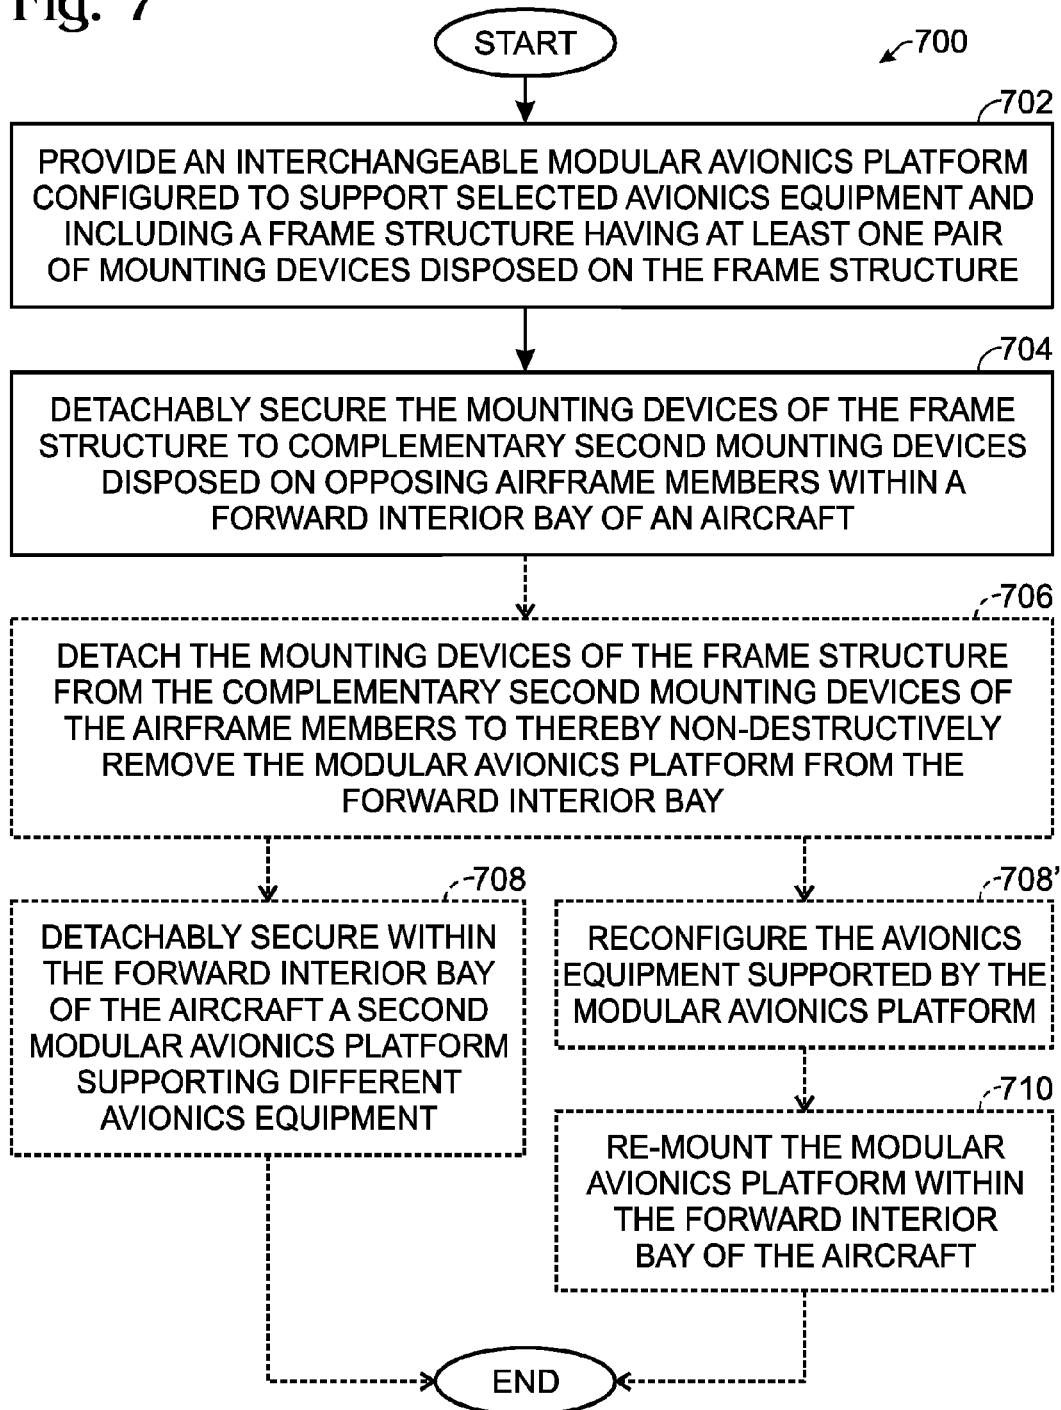 Fig. 7
START
700
702
PROVIDE AN INTERCHANGEABLE MODULAR AVIONICS PLATFORM
CONFIGURED TO SUPPORT SELECTED AVIONICS EQUIPMENT AND
INCLUDING A FRAME STRUCTURE HAVING AT LEAST ONE PAIR
OF MOUNTING DEVICES DISPOSED ON THE FRAME STRUCTURE
704
DETACHABLY SECURE THE MOUNTING DEVICES OF THE FRAME
STRUCTURE TO COMPLEMENTARY SECOND MOUNTING DEVICES
DISPOSED ON OPPOSING AIRFRAME MEMBERS WITHIN A
FORWARD INTERIOR BAY OF AN AIRCRAFT
706
DETACH THE MOUNTING DEVICES OF THE FRAME STRUCTURE
FROM THE COMPLEMENTARY SECOND MOUNTING DEVICES OF
THE AIRFRAME MEMBERS TO THEREBY NON-DESTRUCTIVELY
REMOVE THE MODULAR AVIONICS PLATFORM FROM THE
FORWARD INTERIOR BAY
708
DETACHABLY SECURE WITHIN
THE FORWARD INTERIOR BAY
OF THE AIRCRAFT A SECOND
MODULAR AVIONICS PLATFORM
SUPPORTING DIFFERENT
AVIONICS EQUIPMENT
708'
RECONFIGURE THE AVIONICS
EQUIPMENT SUPPORTED BY THE
MODULAR AVIONICS PLATFORM
710
RE-MOUNT THE MODULAR
AVIONICS PLATFORM WITHIN
THE FORWARD INTERIOR
BAY OF THE AIRCRAFT
END